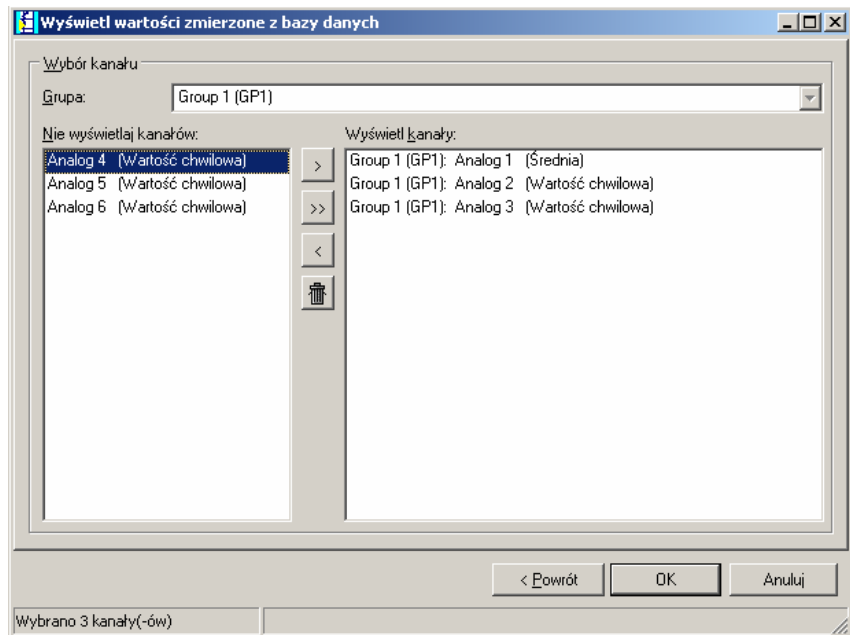 Wyświetl wartości zmierzone z bazy danych
Wybór kanału
Grupa: Group 1 (GP1)
Nie wyświetlaj kanałów:
Wyświetl kanały:
Analog 4 (Wartość chwilowa)
Analog 5 (Wartość chwilowa)
Analog 6 (Wartość chwilowa)
>
>>
<
Group 1 (GP1): Analog 1 (Średnia)
Group 1 (GP1): Analog 2 (Wartość chwilowa)
Group 1 (GP1): Analog 3 (Wartość chwilowa)
< Powrót
OK
Anuluj
Wybrano 3 kanały(-ów)